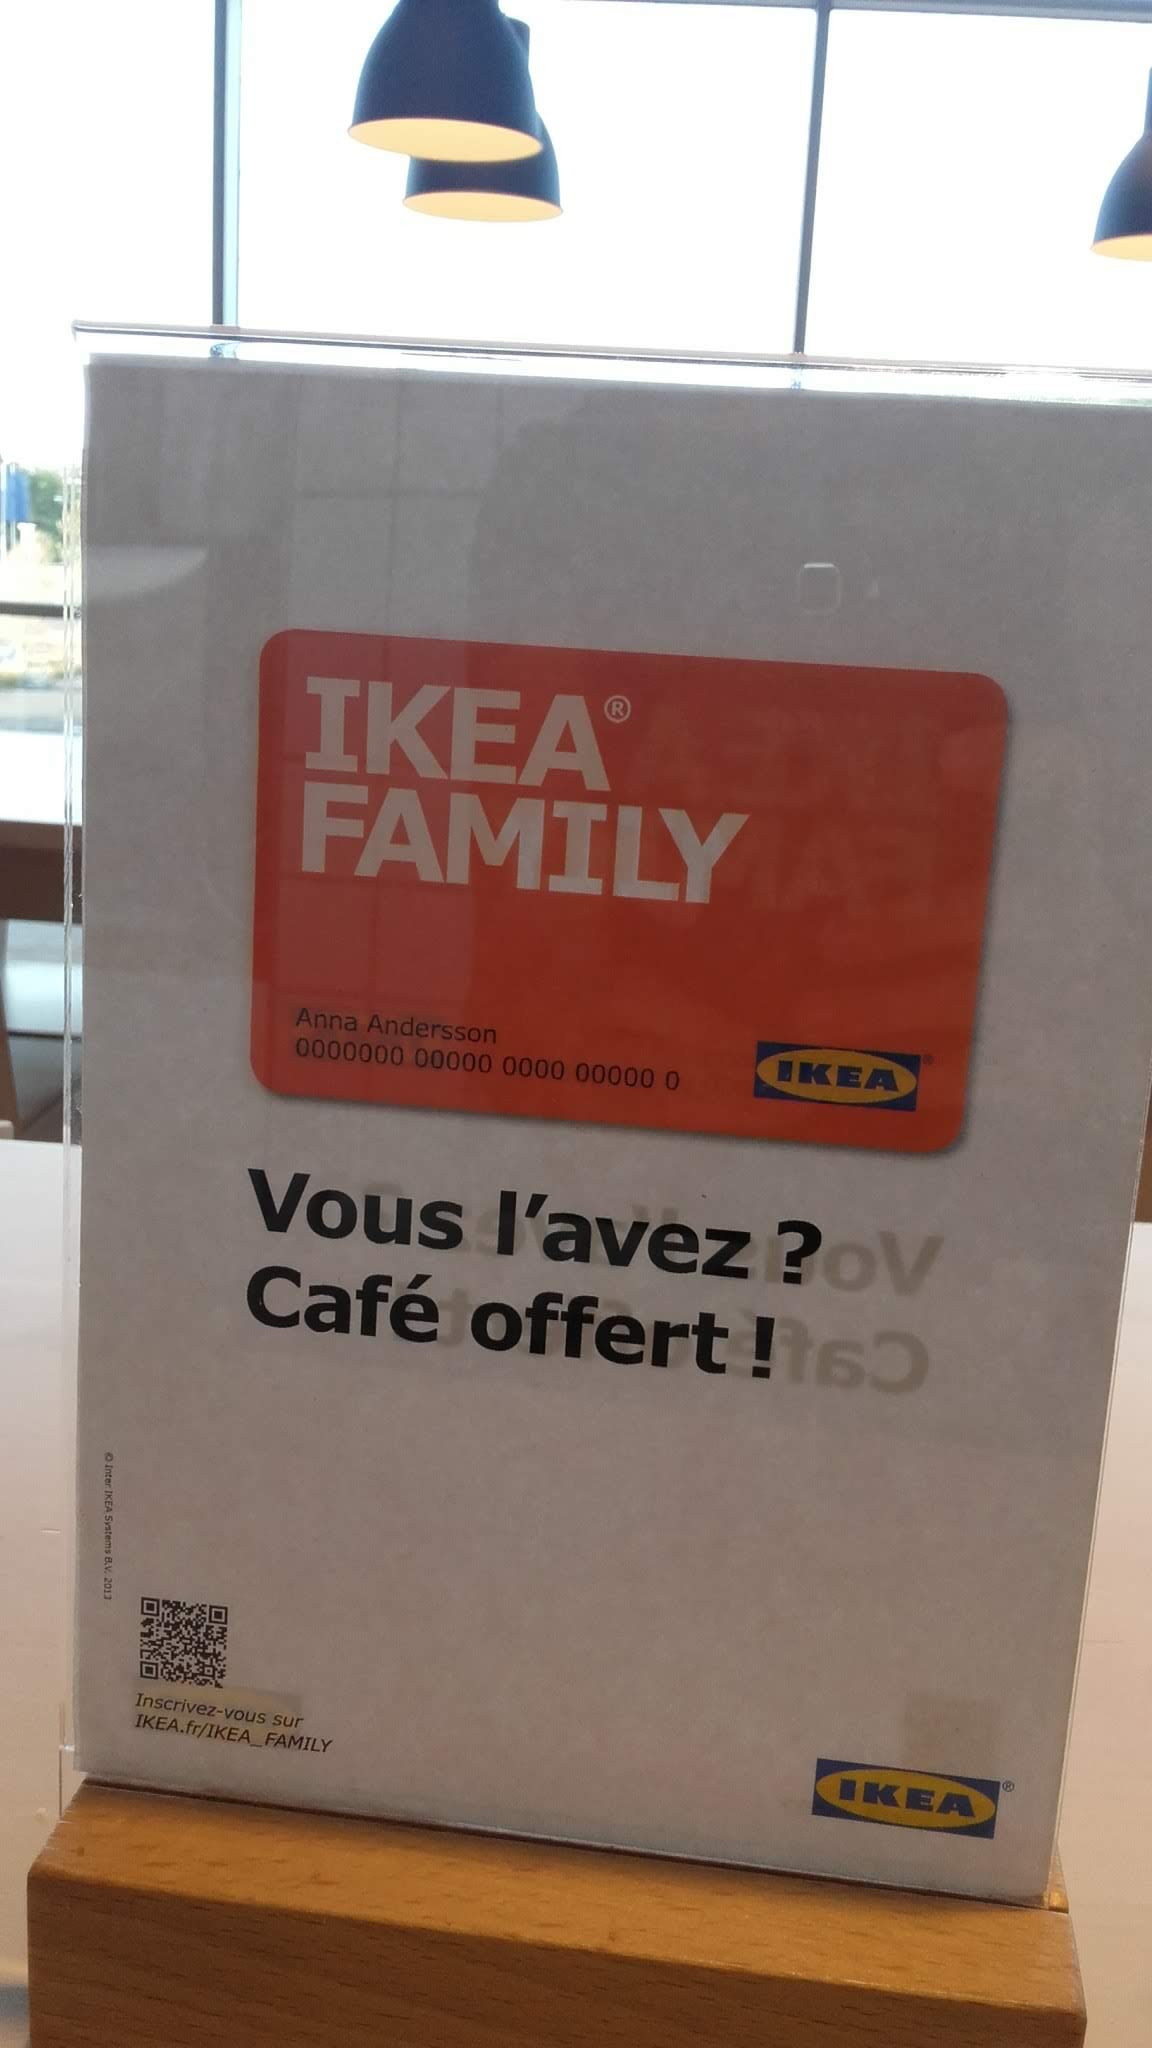 IKEA®
FAMILY
Anna Andersson
0000000 00000 0000 00000 0
IKEA®
Vous l'avez ?
Café offert !
© Inter IKEA Systems B.V. 2013
Inscrivez-vous sur
IKEA.fr/IKEA_FAMILY
IKEA®